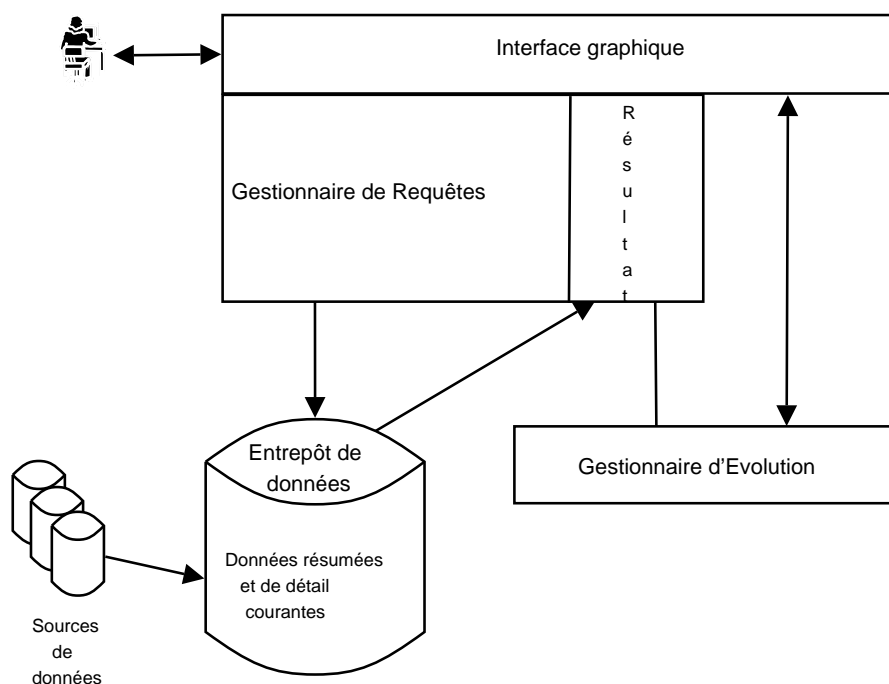 Interface graphique
Gestionnaire de Requêtes
R
é
s
u
l
t
a
t
Entrepôt de
données
Gestionnaire d’Evolution
Données résumées
et de détail
courantes
Sources
de
données